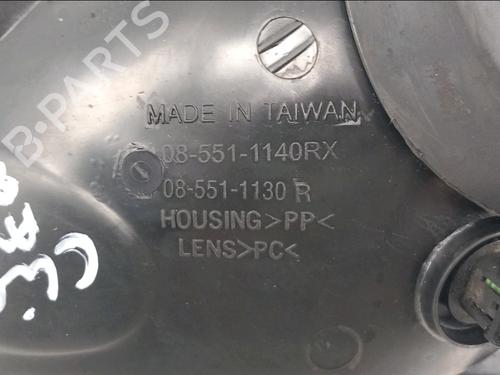 B-PARTS
MADE IN TAIWAN
08-551-1140RX
08-551-1130 R
HOUSING>PP<
LENS>PC<